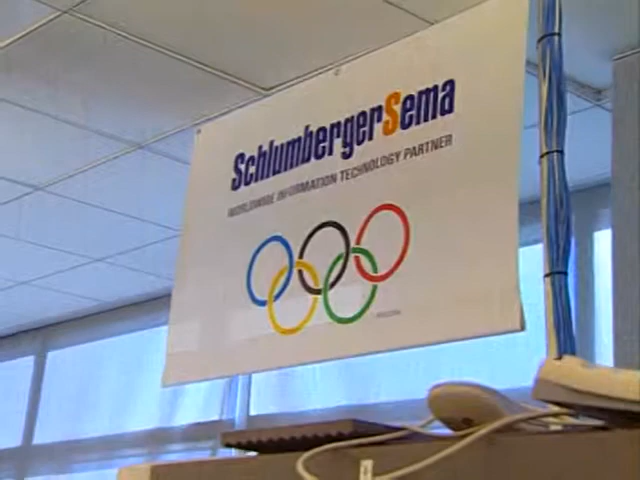 SchlumbergerSema
WORLDWIDE INFORMATION TECHNOLOGY PARTNER